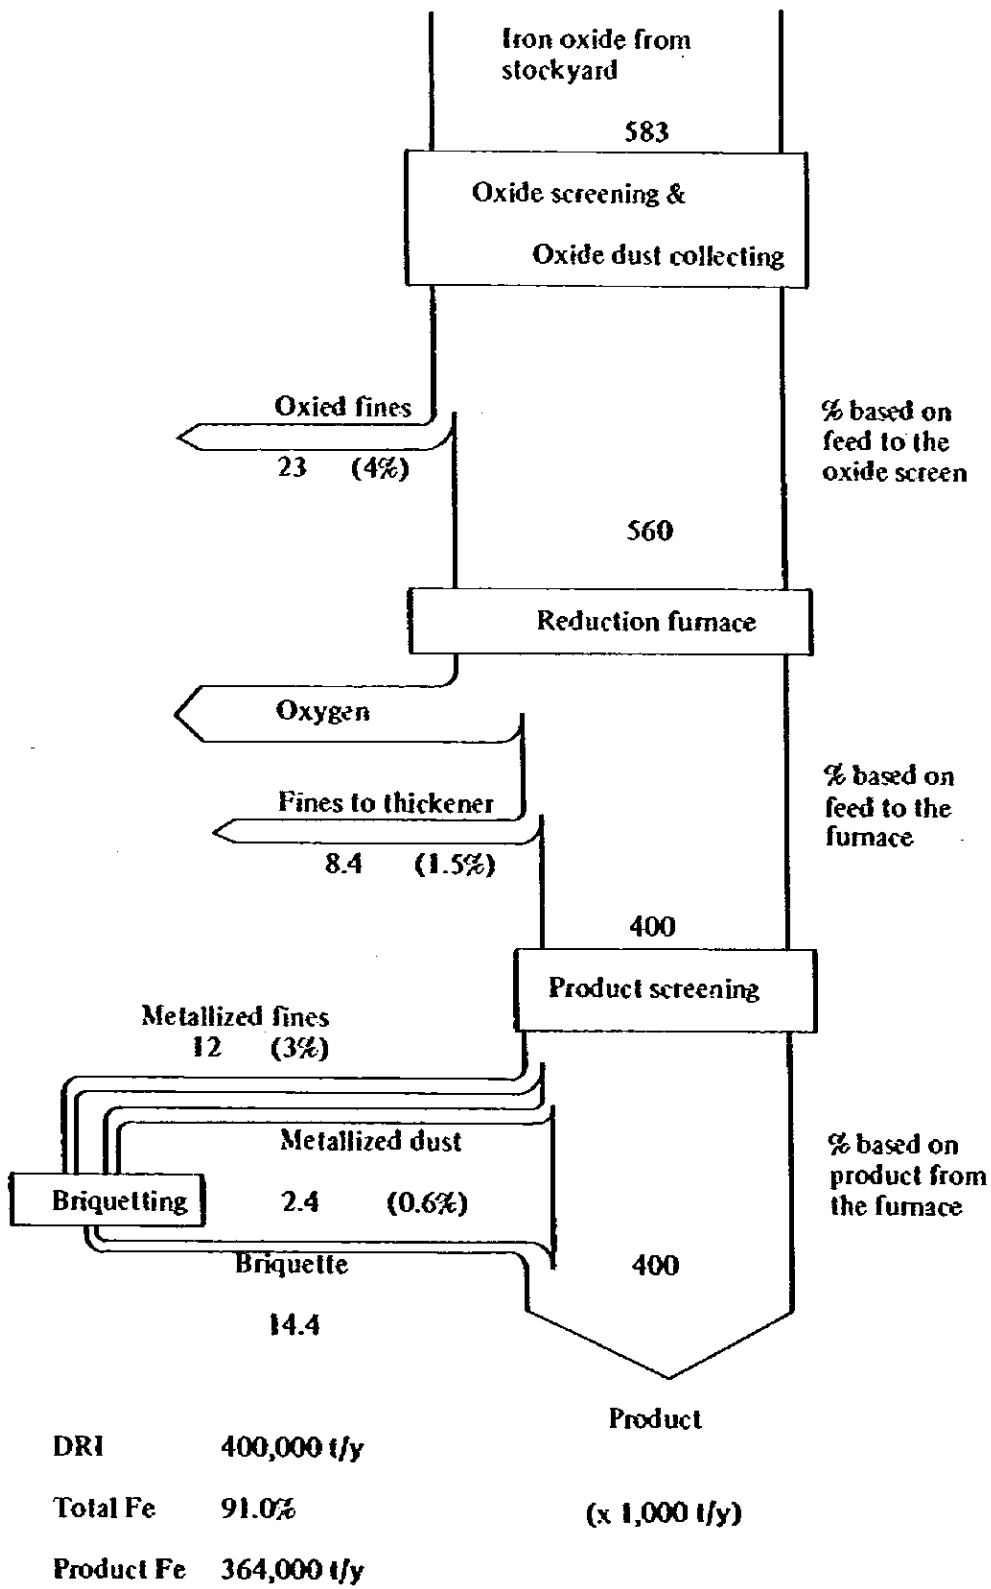 Iron oxide from
stockyard
583
Oxide screening &
Oxide dust collecting
Oxied fines
23 (4%)
% based on
feed to the
oxide screen
560
Reduction furnace
Oxygen
Fines to thickener
8.4 (1.5%)
% based on
feed to the
furnace
400
Product screening
Metallized fines
12 (3%)
Metallized dust
2.4 (0.6%)
Briquetting
% based on
product from
the furnace
Briquette
14.4
400
Product
DRI 400,000 t/y
Total Fe 91.0%
(x 1,000 t/y)
Product Fe 364,000 t/y